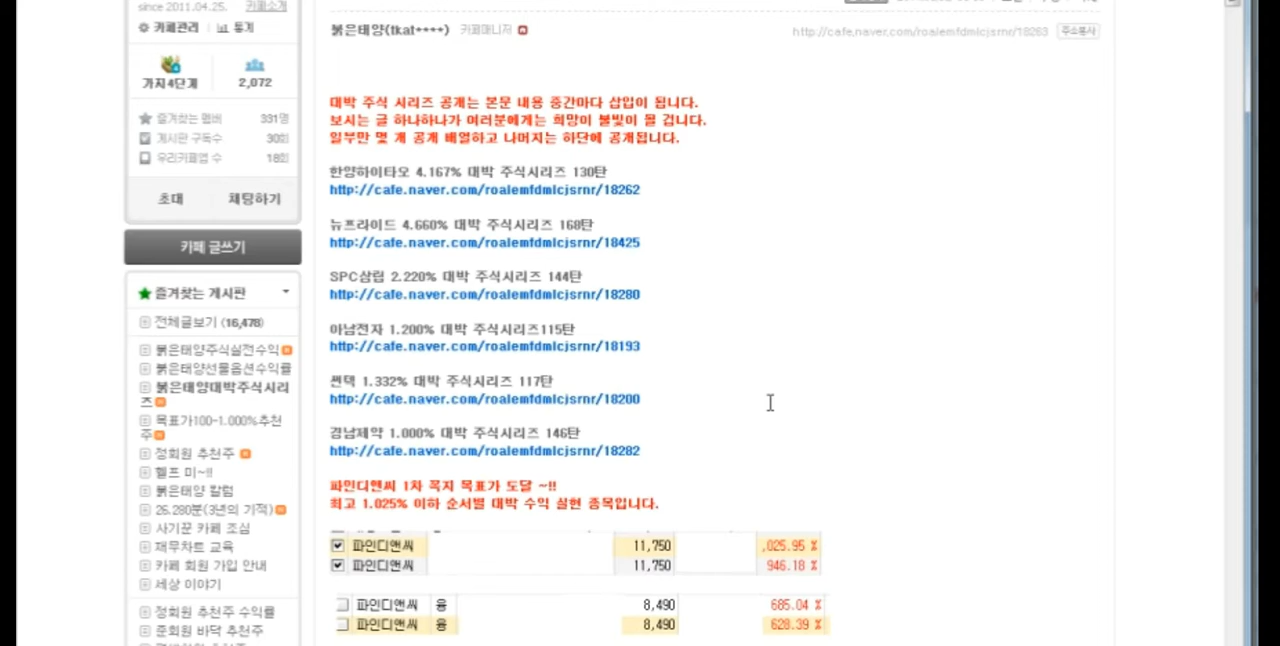 since 2011.04.25. 카페소개
카페관리 통계
가지4단계 2,072
즐겨찾는 멤버 331명
게시판 구독수 30회
우리카페앱 수 18회
초대 채팅하기
카페 글쓰기
즐겨찾는 게시판
전체글보기 (16,478)
붉은태양주식실전수익
붉은태양선물옵션수익률
붉은태양대박주식시리
즈
목표가100-1.000%추천
주
정회원 추천주
헬프 미~!!
붉은태양 칼럼
26.280분(3년의 기적)
사기꾼 카페 조심
재무차트 교육
카페 회원 가입 안내
세상 이야기
정회원 추천주 수익률
준회원 바닥 추천주
붉은태양(tkat****) 카페매니저
http://cafe.naver.com/roalemfdmlcjsrnr/18263 주소복사
대박 주식 시리즈 공개는 본문 내용 중간마다 삽입이 됩니다.
보시는 글 하나하나가 여러분에게는 희망이 불빛이 될 겁니다.
일부만 몇 개 공개 배열하고 나머지는 하단에 공개됩니다.
한양하이타오 4.167% 대박 주식시리즈 130탄
http://cafe.naver.com/roalemfdmlcjsrnr/18262
뉴프라이드 4.660% 대박 주식시리즈 168탄
http://cafe.naver.com/roalemfdmlcjsrnr/18425
SPC삼립 2.220% 대박 주식시리즈 144탄
http://cafe.naver.com/roalemfdmlcjsrnr/18280
아남전자 1.200% 대박 주식시리즈115탄
http://cafe.naver.com/roalemfdmlcjsrnr/18193
쎈텍 1.332% 대박 주식시리즈 117탄
http://cafe.naver.com/roalemfdmlcjsrnr/18200
경남제약 1.000% 대박 주식시리즈 146탄
http://cafe.naver.com/roalemfdmlcjsrnr/18282
파인디앤씨 1차 꼭지 목표가 도달 ~!!
최고 1.025% 이하 순서별 대박 수익 실현 종목입니다.
파인디앤씨 11,750 ,025.95 %
파인디앤씨 11,750 946.18 %
파인디앤씨 융 8,490 685.04 %
파인디앤씨 융 8,490 628.39 %